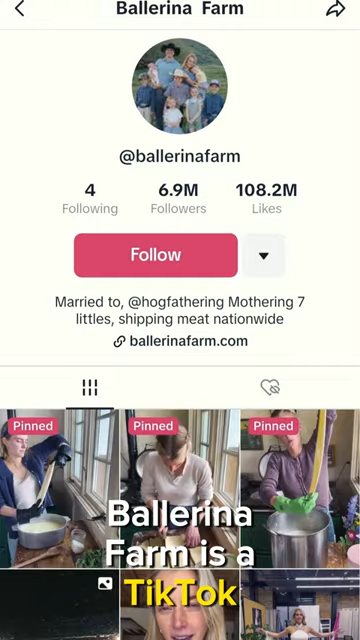 Ballerina Farm
@ballerinafarm
4 6.9M 108.2M
Following Followers Likes
Follow
Married to, @hogfathering Mothering 7
littles, shipping meat nationwide
ballerinafarm.com
Pinned Pinned Pinned
Ballerina
Farm is a
TikTok